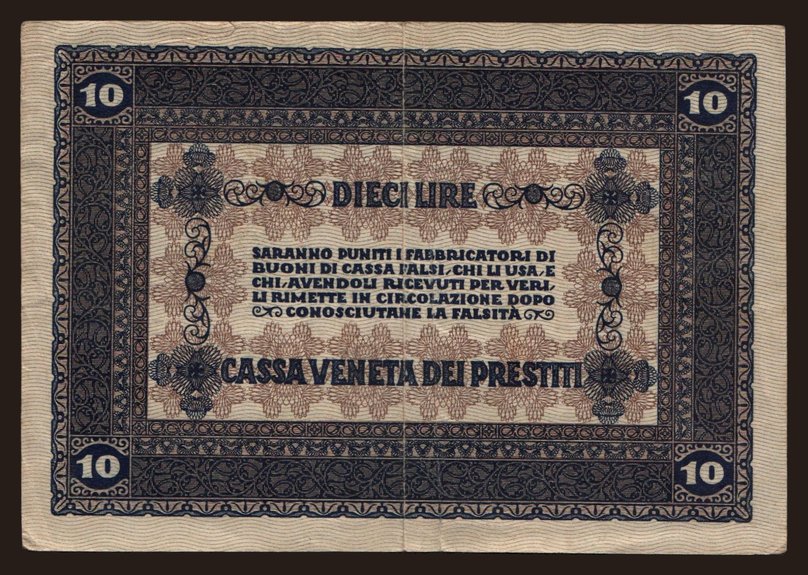 10 10
DIECI LIRE
SARANNO PUNITI I FABBRICATORI DI
BUONI DI CASSA FALSI, CHI LI USA, E
CHI, AVENDOLI RICEVUTI PER VERI,
LI RIMETTE IN CIRCOLAZIONE DOPO
CONOSCIUTANE LA FALSITÀ
CASSA VENETA DEI PRESTITI
10 10